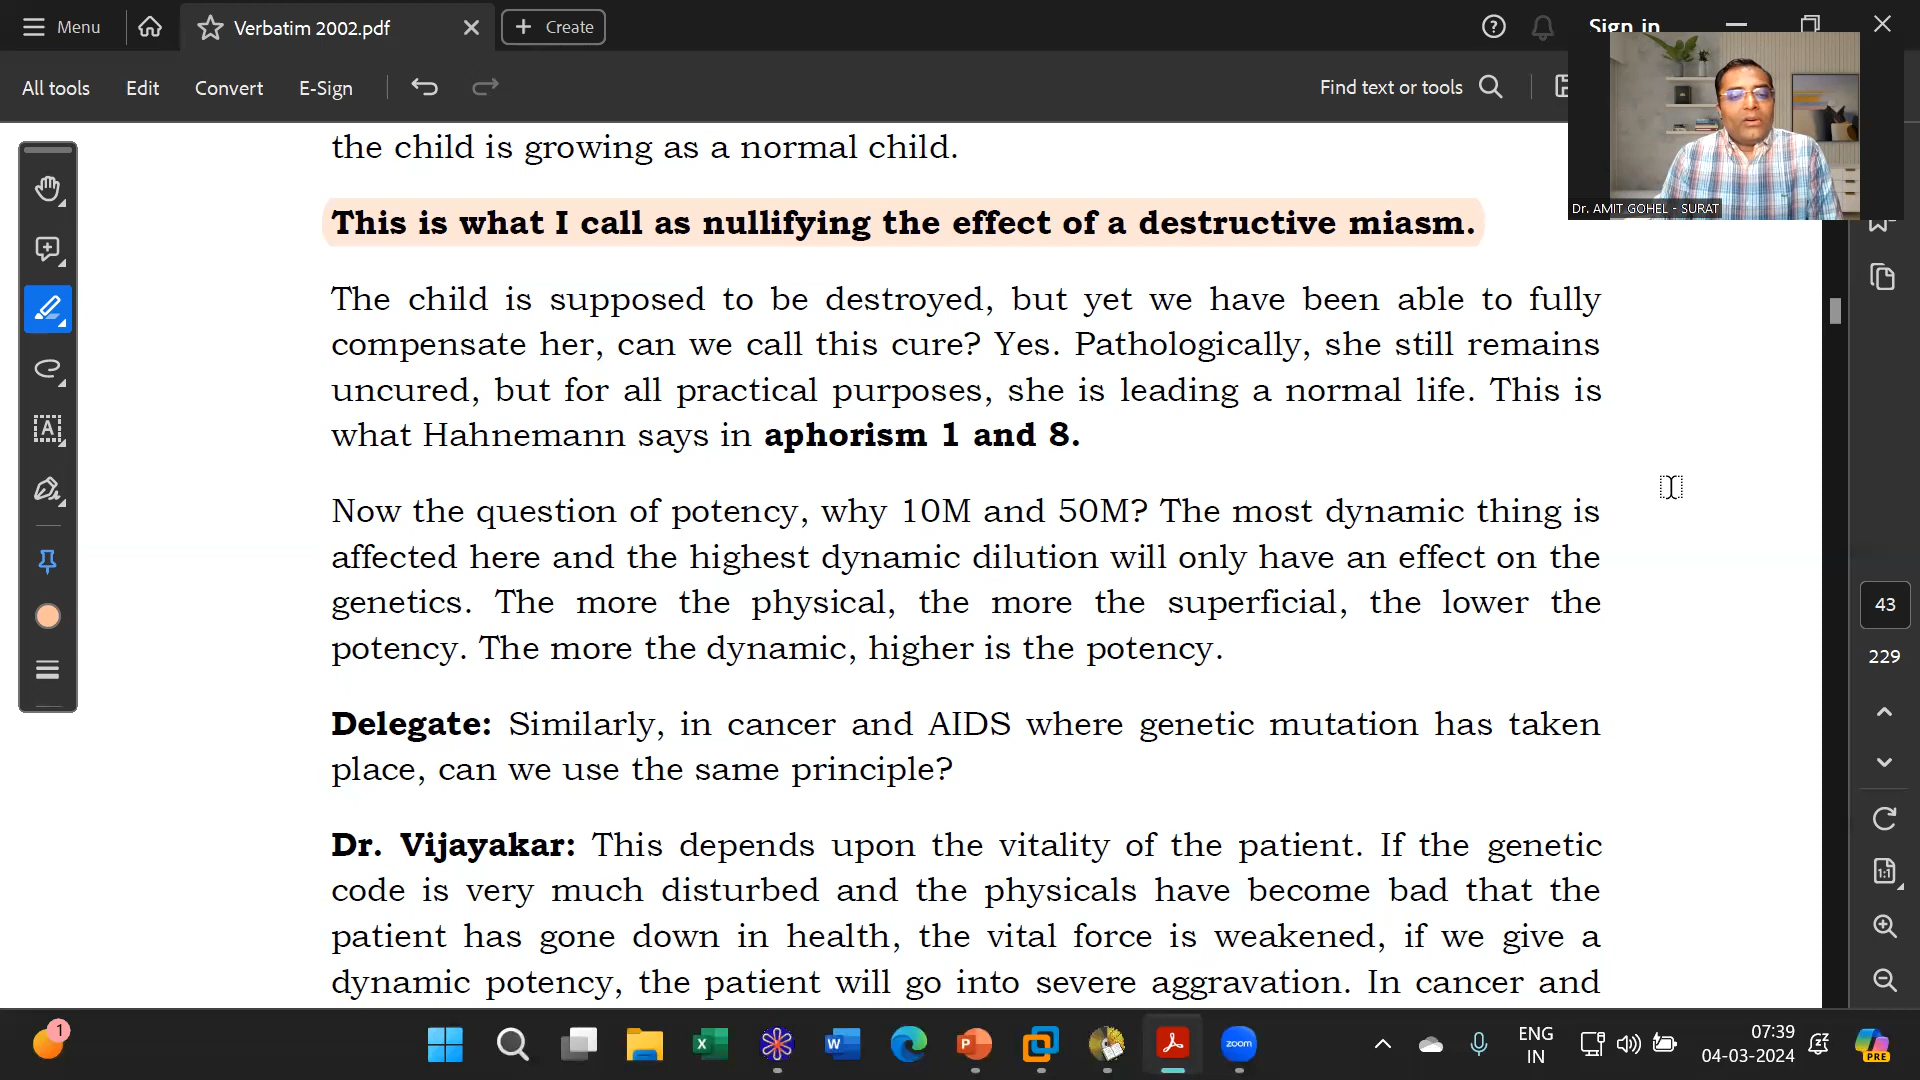 Menu
Verbatim 2002.pdf
Create
Sign in
All tools
Edit
Convert
E-Sign
Find text or tools
Dr. AMIT GOHEL - SURAT
the child is growing as a normal child.
This is what I call as nullifying the effect of a destructive miasm.
The child is supposed to be destroyed, but yet we have been able to fully
compensate her, can we call this cure? Yes. Pathologically, she still remains
uncured, but for all practical purposes, she is leading a normal life. This is
what Hahnemann says in aphorism 1 and 8.
Now the question of potency, why 10M and 50M? The most dynamic thing is
affected here and the highest dynamic dilution will only have an effect on the
genetics. The more the physical, the more the superficial, the lower the
potency. The more the dynamic, higher is the potency.
Delegate: Similarly, in cancer and AIDS where genetic mutation has taken
place, can we use the same principle?
Dr. Vijayakar: This depends upon the vitality of the patient. If the genetic
code is very much disturbed and the physicals have become bad that the
patient has gone down in health, the vital force is weakened, if we give a
dynamic potency, the patient will go into severe aggravation. In cancer and
43
229
1:1
1
zoom
ENG
IN
07:39
04-03-2024
PRE